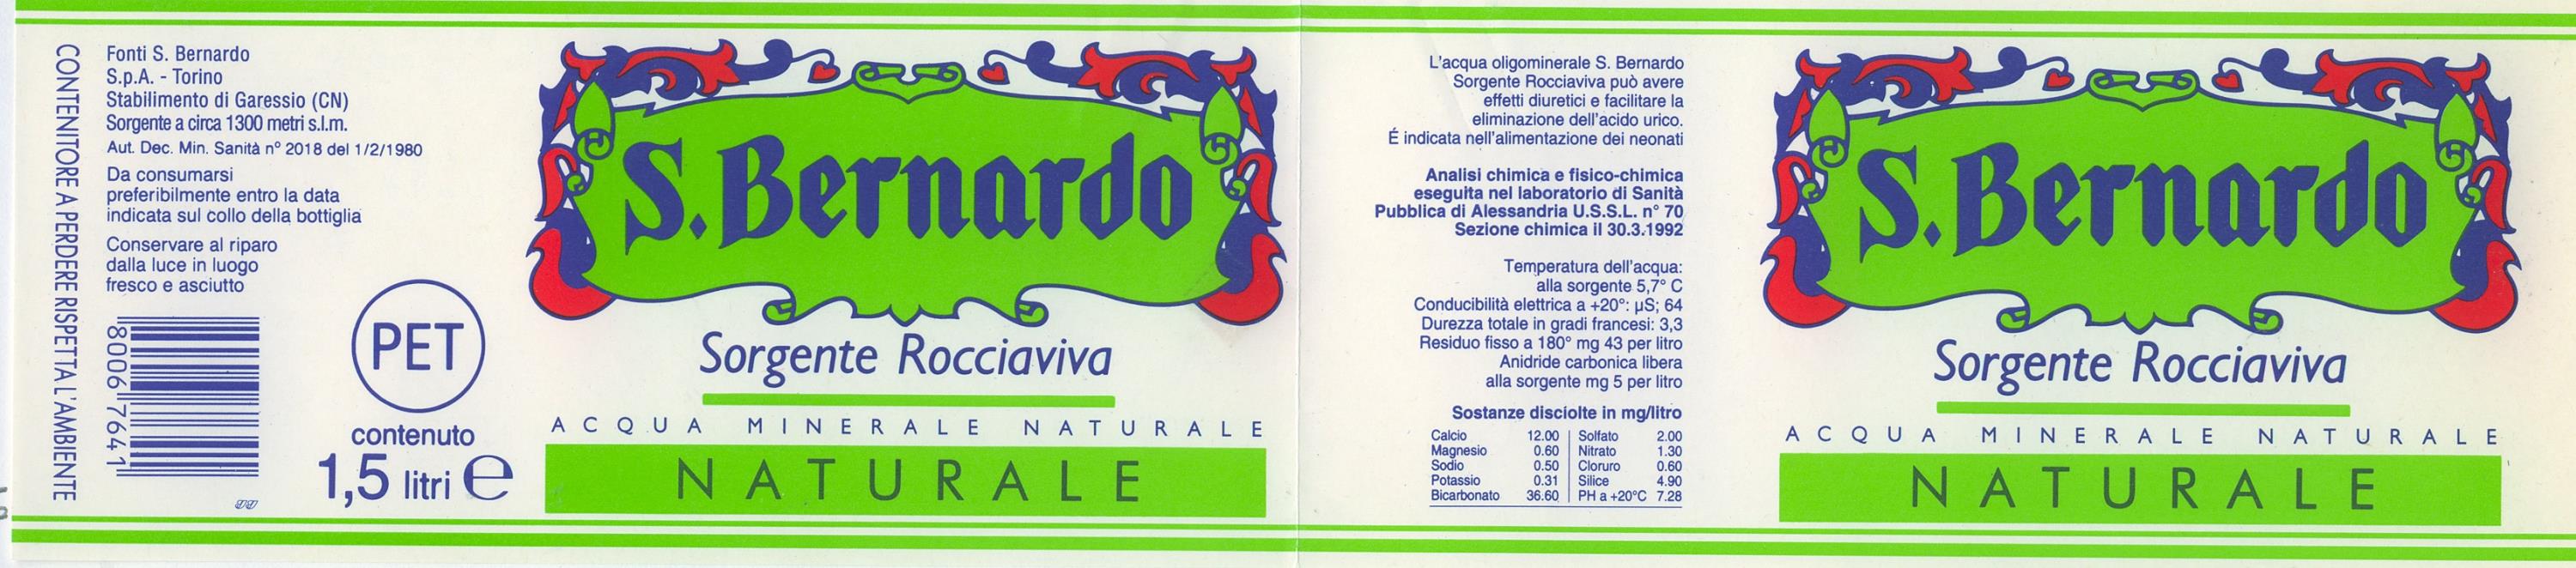 CONTENITORE A PERDERE RISPETTA L'AMBIENTE
Fonti S. Bernardo
S.p.A. - Torino
Stabilimento di Garessio (CN)
Sorgente a circa 1300 metri s.l.m.
Aut. Dec. Min. Sanità n° 2018 del 1/2/1980
Da consumarsi
preferibilmente entro la data
indicata sul collo della bottiglia
Conservare al riparo
dalla luce in luogo
fresco e asciutto
80067641
PET
contenuto
1,5 litri e
S.Bernardo
Sorgente Rocciaviva
ACQUA MINERALE NATURALE
NATURALE
L'acqua oligominerale S. Bernardo
Sorgente Rocciaviva può avere
effetti diuretici e facilitare la
eliminazione dell'acido urico.
É indicata nell'alimentazione dei neonati
Analisi chimica e fisico-chimica
eseguita nel laboratorio di Sanità
Pubblica di Alessandria U.S.S.L. n° 70
Sezione chimica il 30.3.1992
Temperatura dell'acqua:
alla sorgente 5,7° C
Conducibilità elettrica a +20°: µS; 64
Durezza totale in gradi francesi: 3,3
Residuo fisso a 180° mg 43 per litro
Anidride carbonica libera
alla sorgente mg 5 per litro
Sostanze disciolte in mg/litro
Calcio 12.00 Solfato 2.00
Magnesio 0.60 Nitrato 1.30
Sodio 0.50 Cloruro 0.60
Potassio 0.31 Silice 4.90
Bicarbonato 36.60 PH a +20°C 7.28
S.Bernardo
Sorgente Rocciaviva
ACQUA MINERALE NATURALE
NATURALE